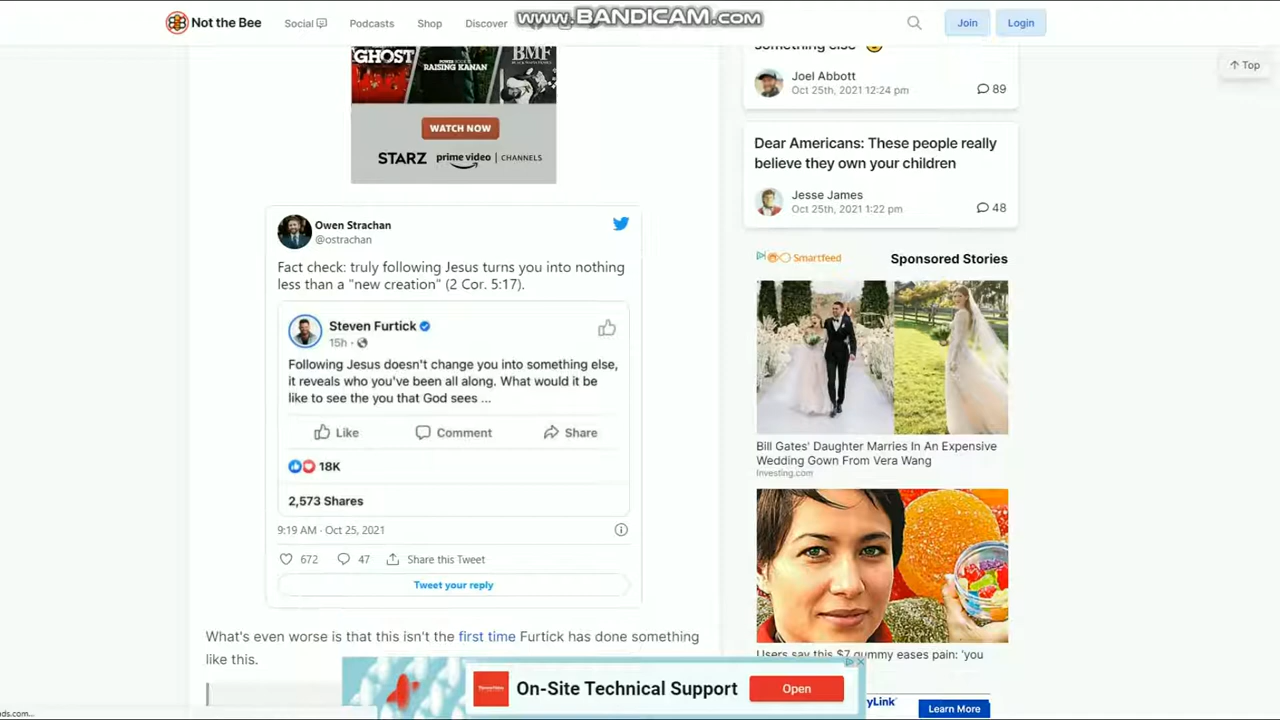 Not the Bee
Social
Podcasts
Shop
Discover
www.BANDICAM.com
Join
Login
Top
GHOST
RAISING KANAN
BMF
WATCH NOW
STARZ
prime video
CHANNELS
something else
Joel Abbott
Oct 25th, 2021 12:24 pm
89
Dear Americans: These people really
believe they own your children
Jesse James
Oct 25th, 2021 1:22 pm
48
Owen Strachan
@ostrachan
Fact check: truly following Jesus turns you into nothing
less than a "new creation" (2 Cor. 5:17).
Steven Furtick
15h
Following Jesus doesn't change you into something else,
it reveals who you've been all along. What would it be
like to see the you that God sees ...
Like
Comment
Share
18K
2,573 Shares
9:19 AM · Oct 25, 2021
672
47
Share this Tweet
Tweet your reply
What's even worse is that this isn't the first time Furtick has done something
like this.
Smartfeed
Sponsored Stories
Bill Gates' Daughter Marries In An Expensive
Wedding Gown From Vera Wang
Investing.com
Users say this $7 gummy eases pain: 'you
On-Site Technical Support
Open
yLink
Learn More
ads.com...